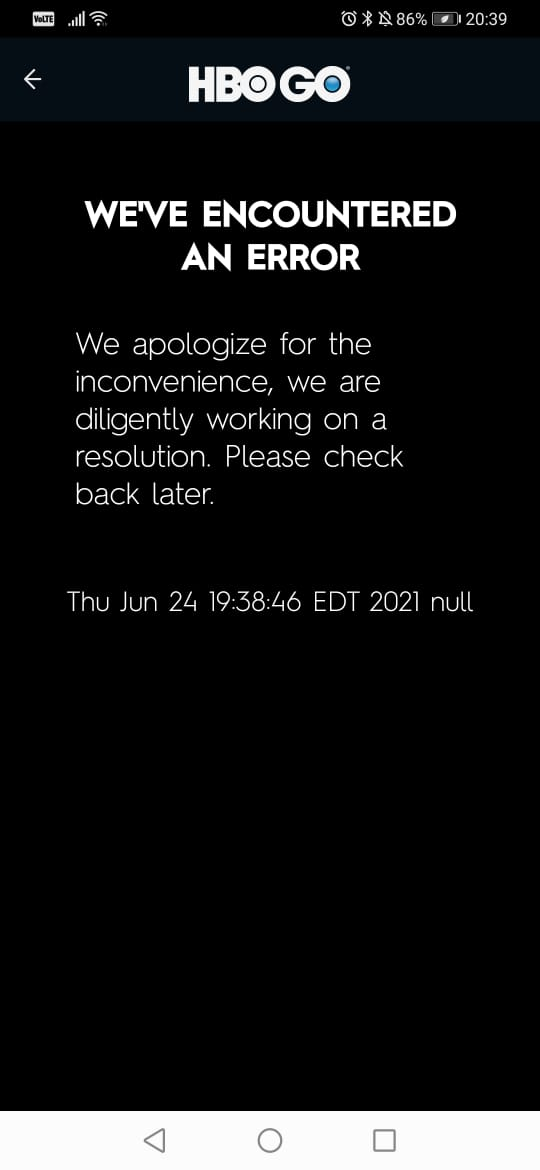 VoLTE 86% 20:39
HBO GO
WE'VE ENCOUNTERED
AN ERROR
We apologize for the
inconvenience, we are
diligently working on a
resolution. Please check
back later.
Thu Jun 24 19:38:46 EDT 2021 null